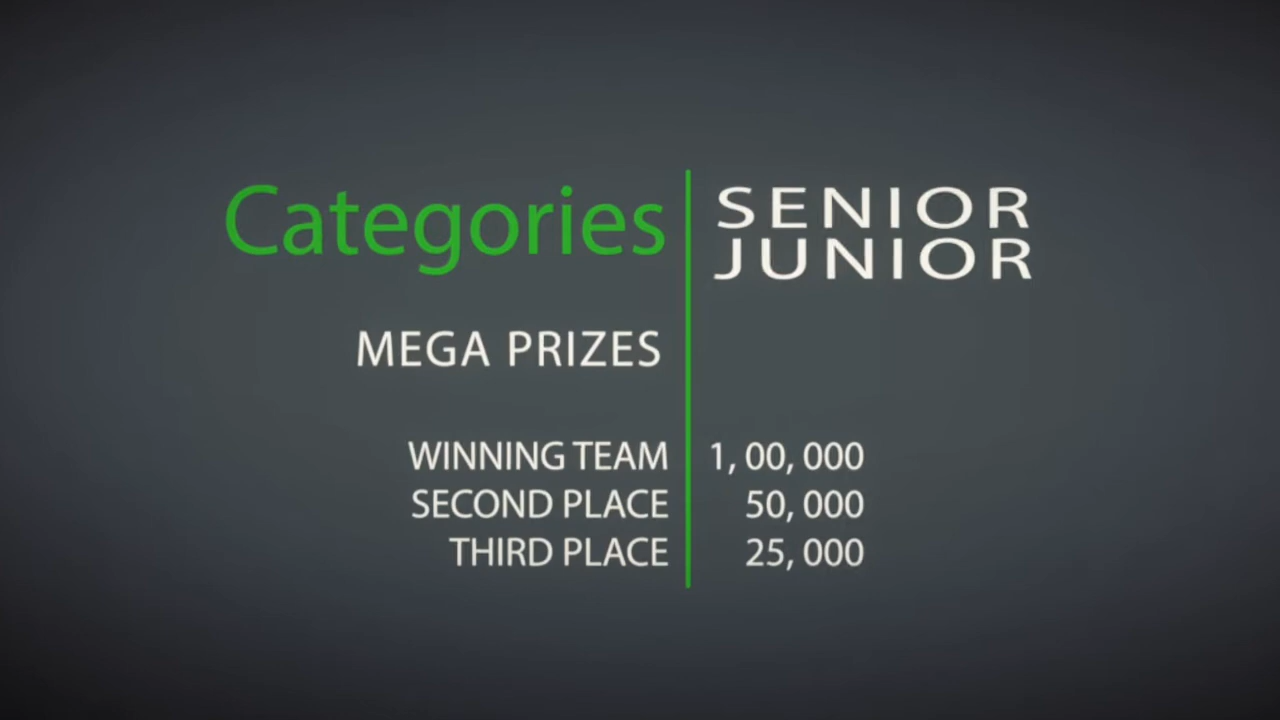 Categories
SENIOR
JUNIOR
MEGA PRIZES
WINNING TEAM 1, 00, 000
SECOND PLACE 50, 000
THIRD PLACE 25, 000